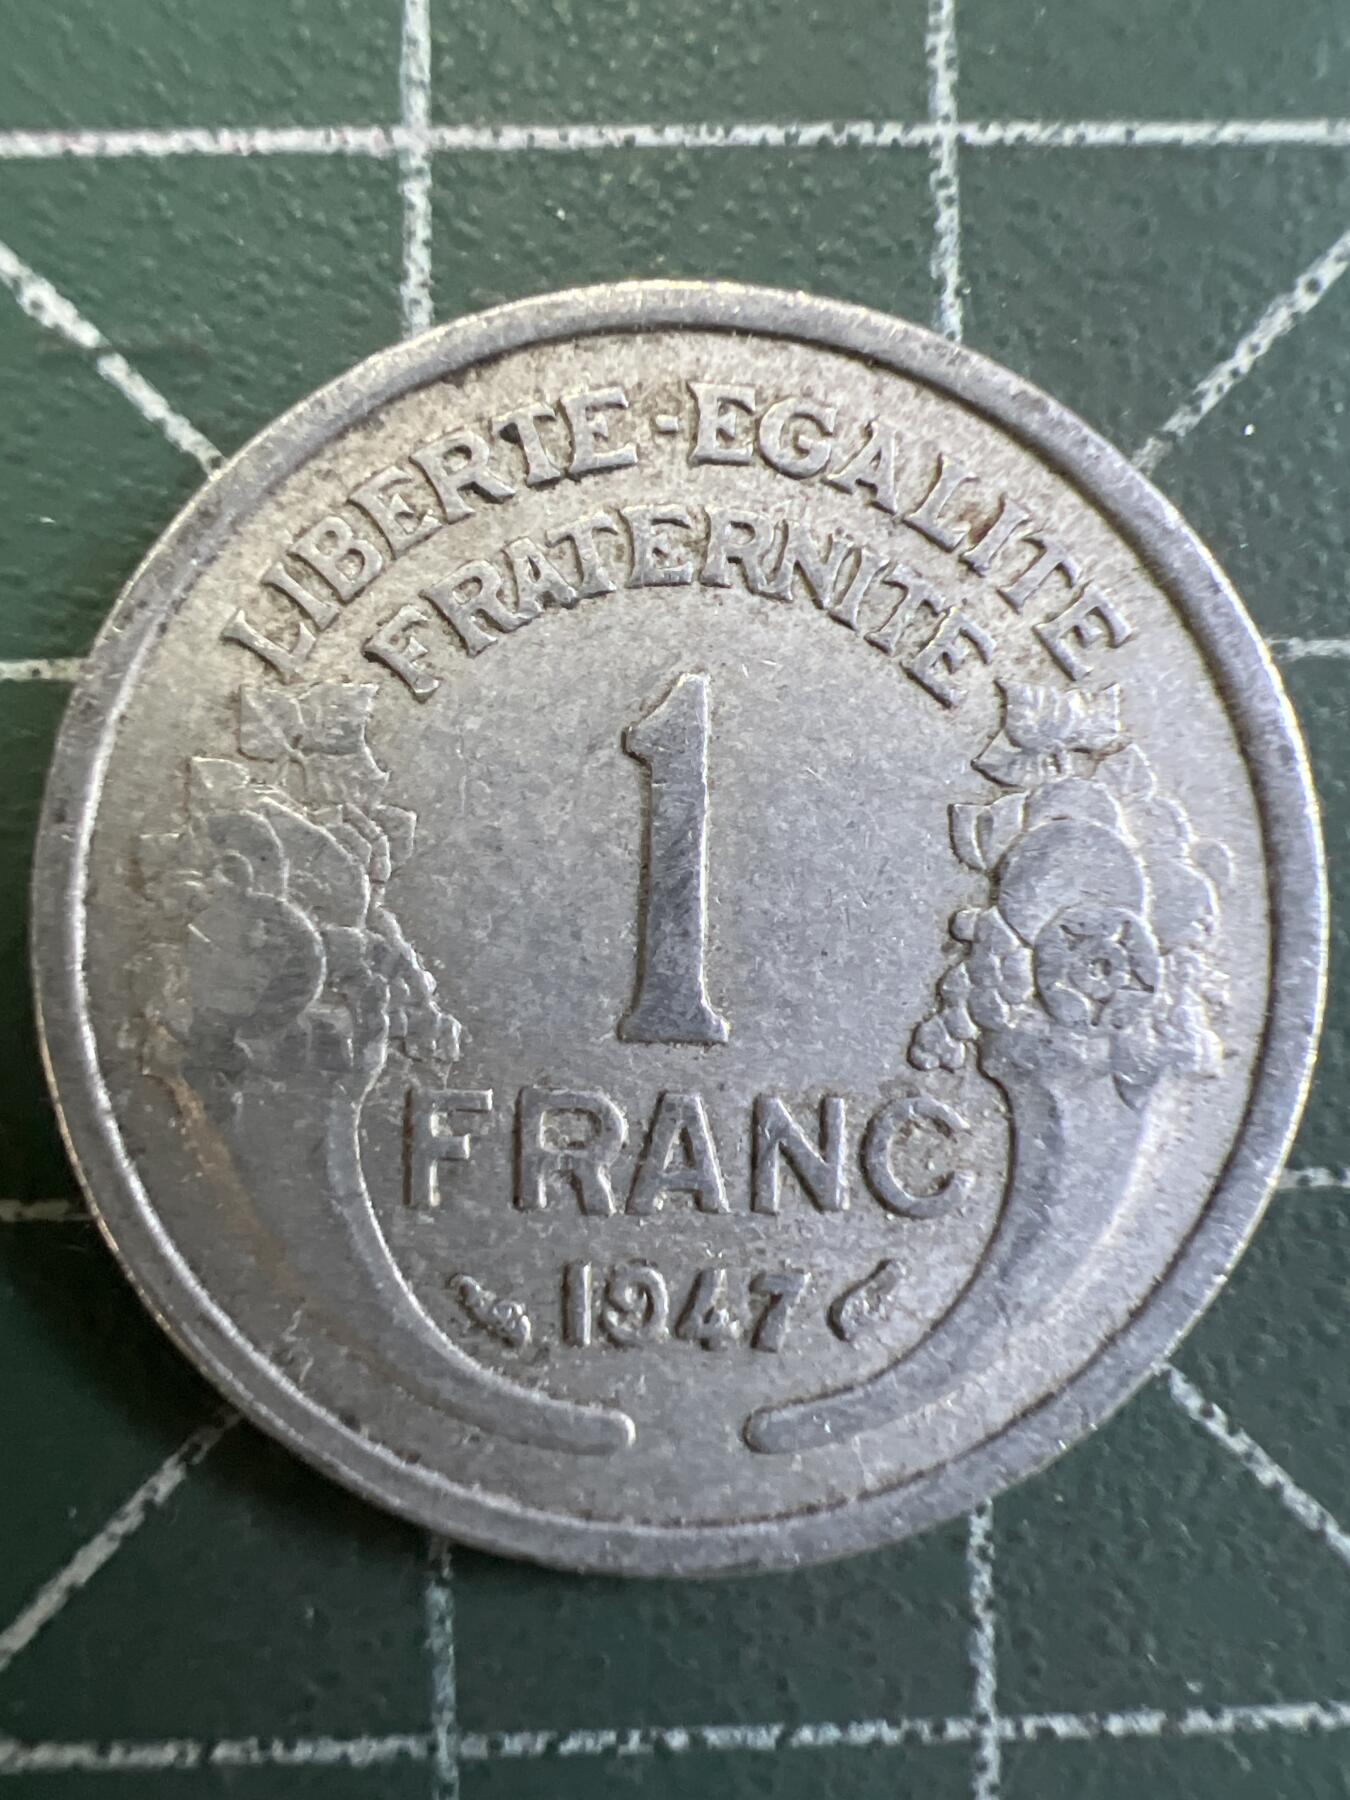 LIBERTE·EGALITE
FRATERNITE
1
FRANC
1947